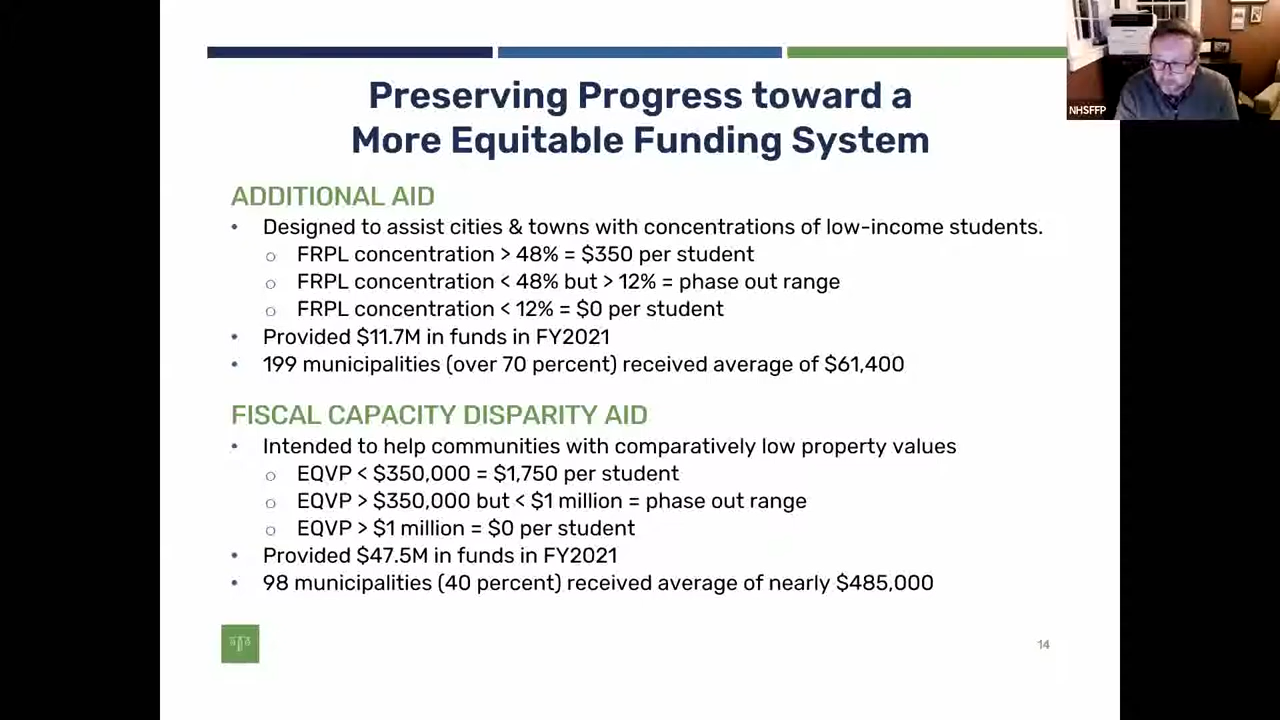 NHSFFP
Preserving Progress toward a
More Equitable Funding System
ADDITIONAL AID
• Designed to assist cities & towns with concentrations of low-income students.
o FRPL concentration > 48% = $350 per student
o FRPL concentration < 48% but > 12% = phase out range
o FRPL concentration < 12% = $0 per student
• Provided $11.7M in funds in FY2021
• 199 municipalities (over 70 percent) received average of $61,400
FISCAL CAPACITY DISPARITY AID
• Intended to help communities with comparatively low property values
o EQVP < $350,000 = $1,750 per student
o EQVP > $350,000 but < $1 million = phase out range
o EQVP > $1 million = $0 per student
• Provided $47.5M in funds in FY2021
• 98 municipalities (40 percent) received average of nearly $485,000
14